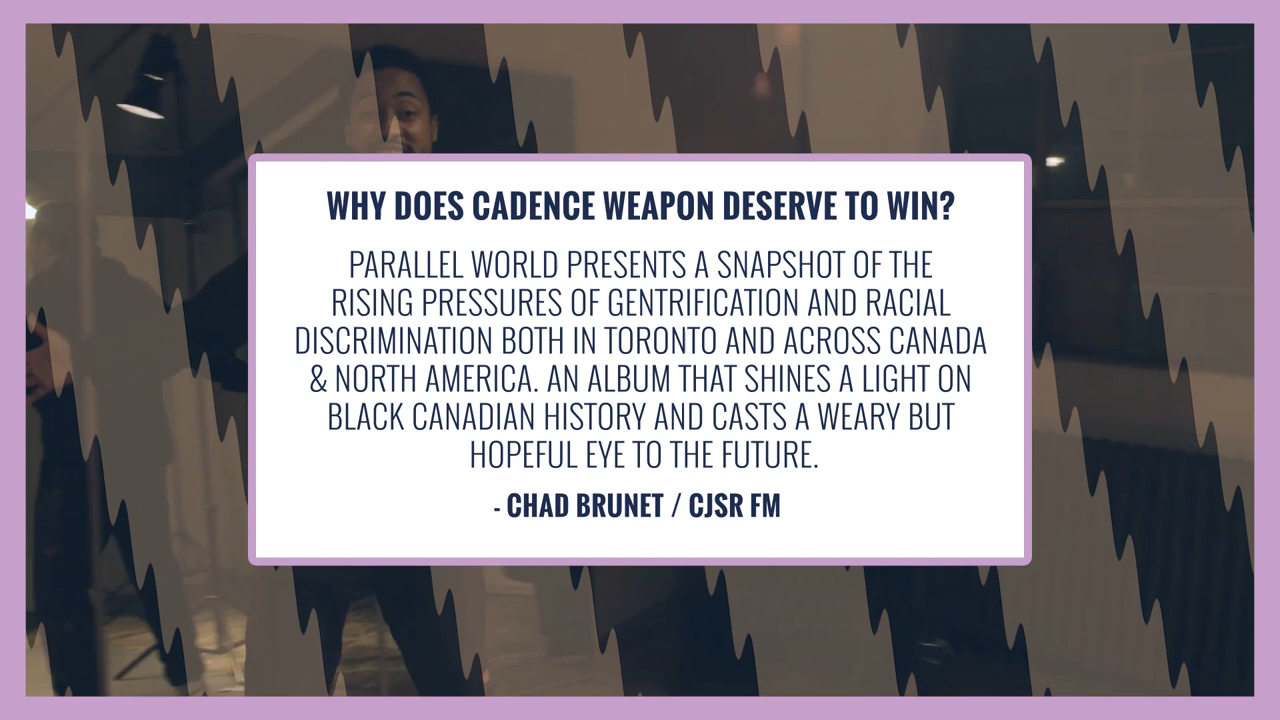 WHY DOES CADENCE WEAPON DESERVE TO WIN?
PARALLEL WORLD PRESENTS A SNAPSHOT OF THE
RISING PRESSURES OF GENTRIFICATION AND RACIAL
DISCRIMINATION BOTH IN TORONTO AND ACROSS CANADA
& NORTH AMERICA. AN ALBUM THAT SHINES A LIGHT ON
BLACK CANADIAN HISTORY AND CASTS A WEARY BUT
HOPEFUL EYE TO THE FUTURE.
- CHAD BRUNET / CJSR FM